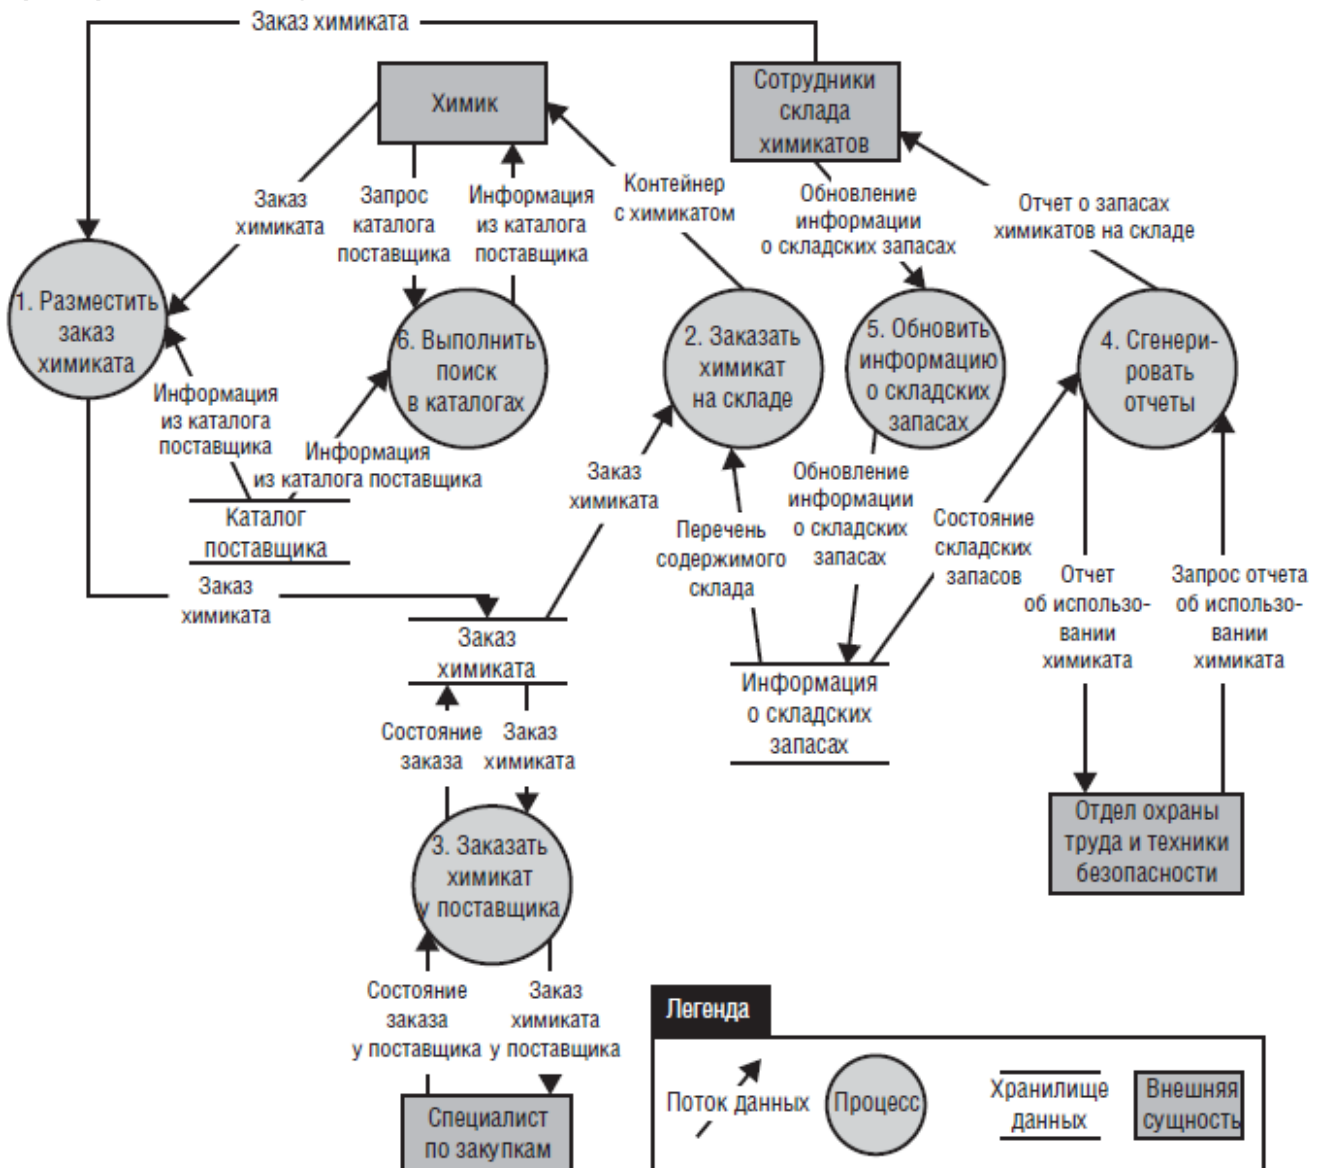 Заказ химиката
Химик
Сотрудники
склада
химикатов
Заказ
химиката
Запрос
каталога
поставщика
Информация
из каталога
поставщика
Контейнер
с химикатом
Обновление
информации
о складских запасах
Отчет о запасах
химикатов на складе
1. Разместить
заказ
химиката
6. Выполнить
поиск
в каталогах
2. Заказать
химикат
на складе
5. Обновить
информацию
о складских
запасах
4. Сгенери-
ровать
отчеты
Информация
из каталога
поставщика
Информация
из каталога поставщика
Каталог
поставщика
Заказ
химиката
Заказ
химиката
Перечень
содержимого
склада
Обновление
информации
о складских
запасах
Состояние
складских
запасов
Отчет
об использо-
вании
химиката
Запрос отчета
об использо-
вании
химиката
Заказ
химиката
Информация
о складских
запасах
Состояние
заказа
Заказ
химиката
Отдел охраны
труда и техники
безопасности
3. Заказать
химикат
у поставщика
Состояние
заказа
у поставщика
Заказ
химиката
у поставщика
Специалист
по закупкам
Легенда
Поток данных
Процесс
Хранилище
данных
Внешняя
сущность